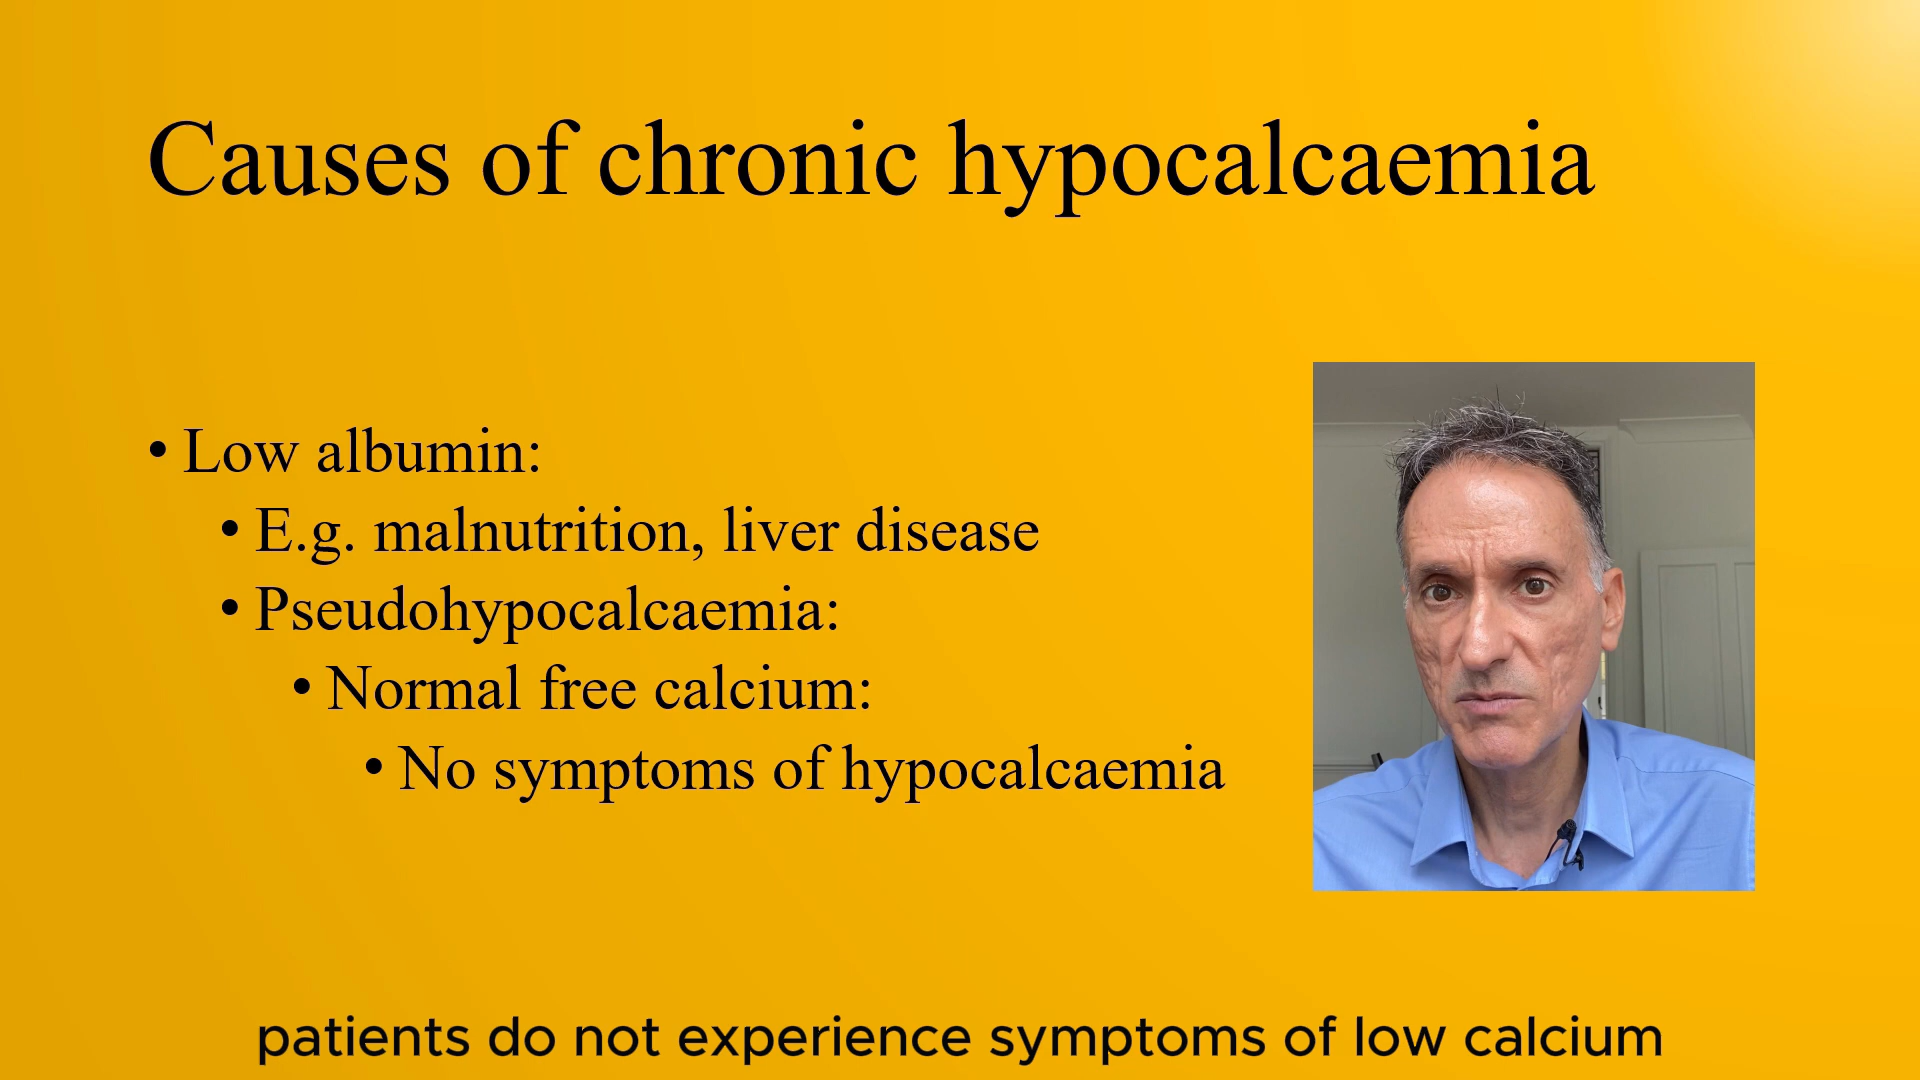 Causes of chronic hypocalcaemia
• Low albumin:
• E.g. malnutrition, liver disease
• Pseudohypocalcaemia:
• Normal free calcium:
• No symptoms of hypocalcaemia
patients do not experience symptoms of low calcium